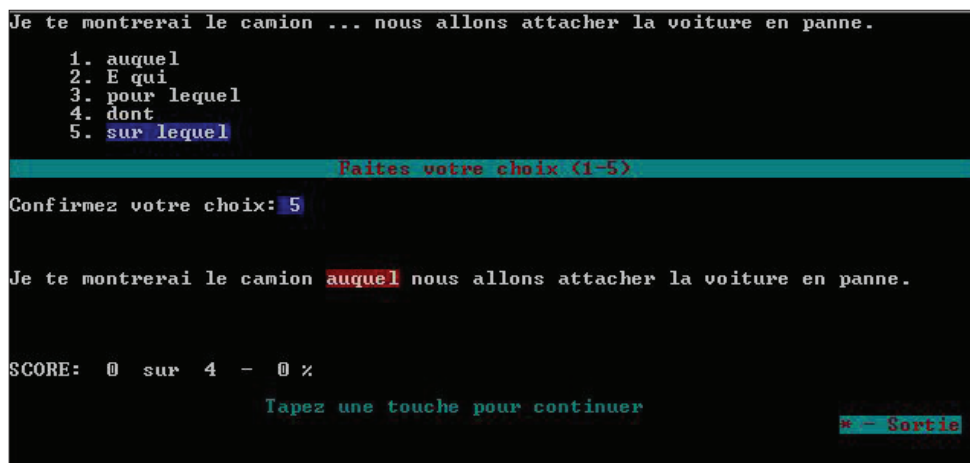 Je te montrerai le camion ... nous allons attacher la voiture en panne.
1. auquel
2. E qui
3. pour lequel
4. dont
5. sur lequel
Faites votre choix (1-5)
Confirmez votre choix: 5
Je te montrerai le camion auquel nous allons attacher la voiture en panne.
SCORE: 0 sur 4 - 0 %
Tapez une touche pour continuer
* - Sortie